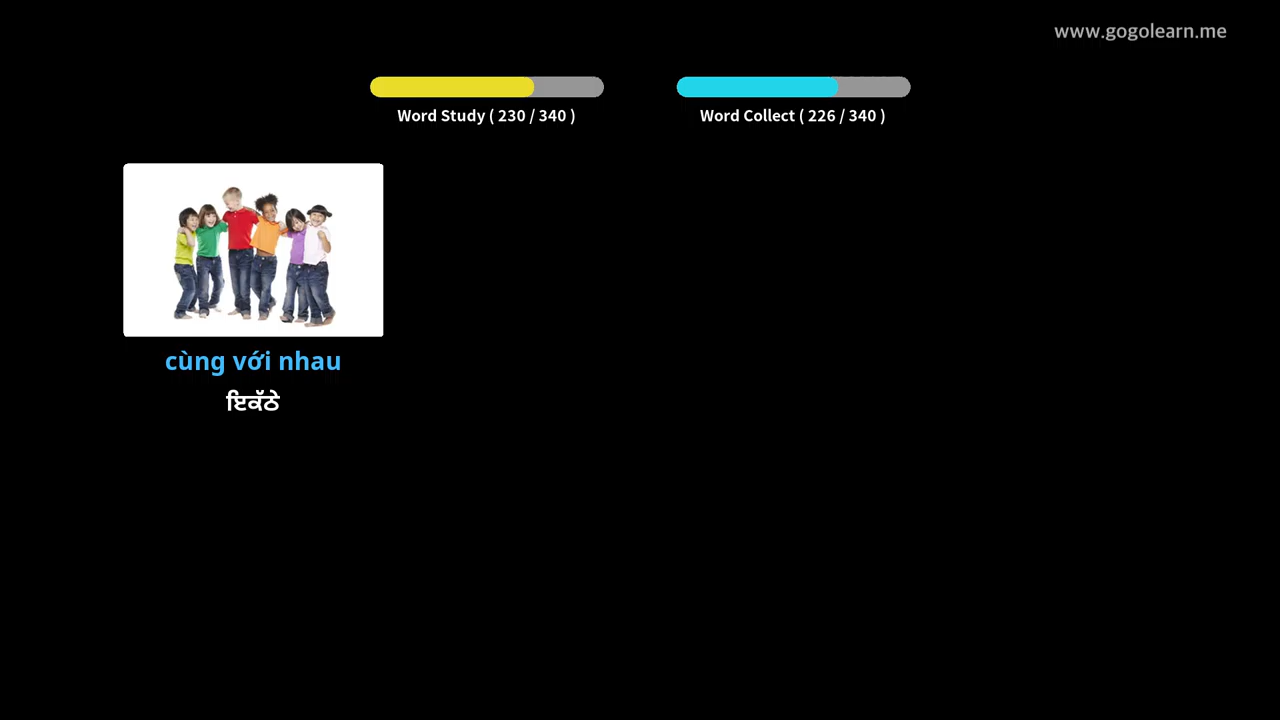 www.gogolearn.me
Word Study ( 230 / 340 )
Word Collect ( 226 / 340 )
cùng với nhau
ਇਕੱਠੇ